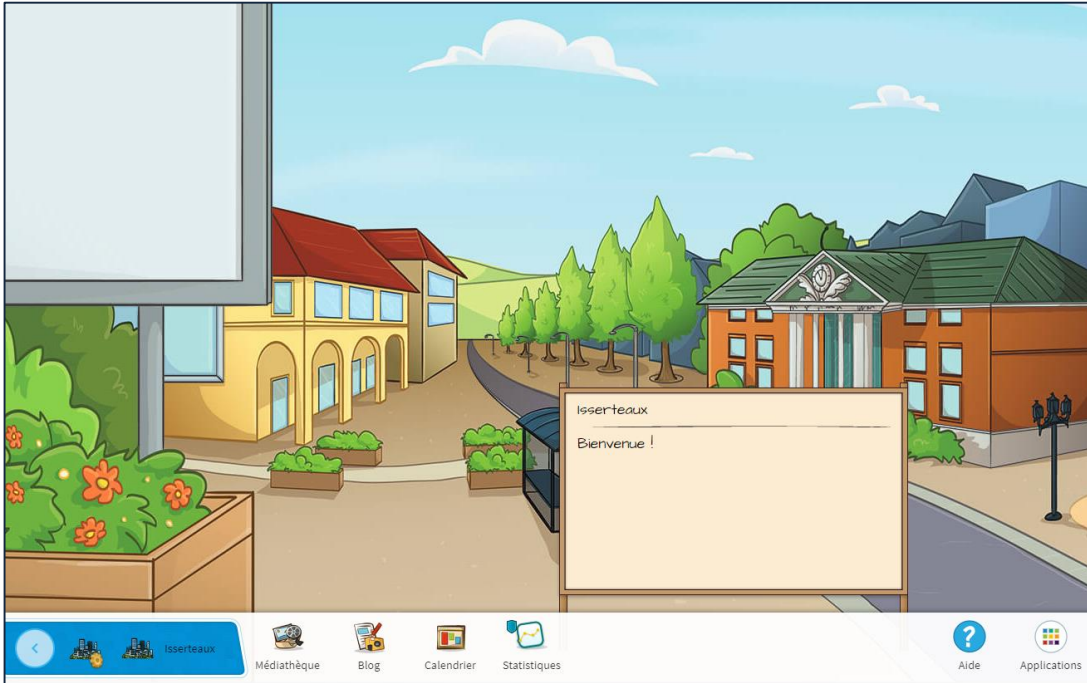 Isserteaux
Bienvenue !
Isserteaux
Médiathèque
Blog
Calendrier
Statistiques
Aide
Applications